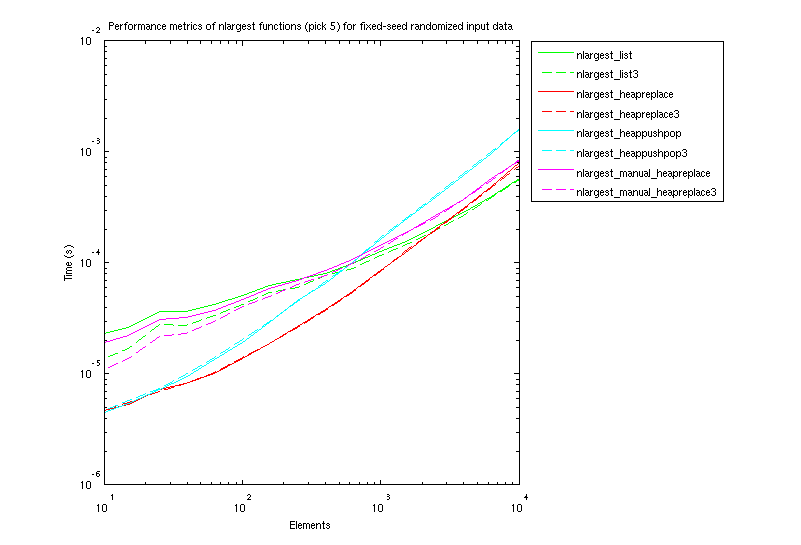 Performance metrics of nlargest functions (pick 5) for fixed-seed randomized input data
10^-2
10^-3
10^-4
10^-5
10^-6
Time (s)
10^1
10^2
10^3
10^4
Elements
nlargest_list
nlargest_list3
nlargest_heapreplace
nlargest_heapreplace3
nlargest_heappushpop
nlargest_heappushpop3
nlargest_manual_heapreplace
nlargest_manual_heapreplace3